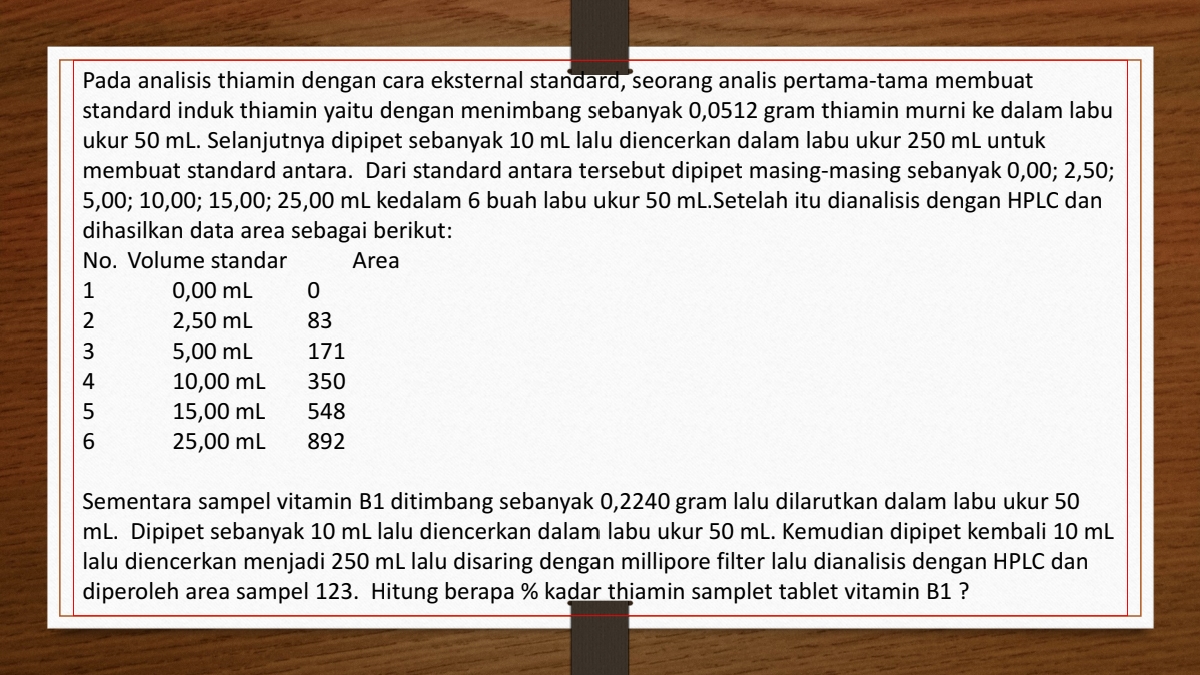 Pada analisis thiamin dengan cara eksternal standard, seorang analis pertama-tama membuat
standard induk thiamin yaitu dengan menimbang sebanyak 0,0512 gram thiamin murni ke dalam labu
ukur 50 mL. Selanjutnya dipipet sebanyak 10 mL lalu diencerkan dalam labu ukur 250 mL untuk
membuat standard antara. Dari standard antara tersebut dipipet masing-masing sebanyak 0,00; 2,50;
5,00; 10,00; 15,00; 25,00 mL kedalam 6 buah labu ukur 50 mL.Setelah itu dianalisis dengan HPLC dan
dihasilkan data area sebagai berikut:
No. Volume standar Area
1 0,00 mL 0
2 2,50 mL 83
3 5,00 mL 171
4 10,00 mL 350
5 15,00 mL 548
6 25,00 mL 892
Sementara sampel vitamin B1 ditimbang sebanyak 0,2240 gram lalu dilarutkan dalam labu ukur 50
mL. Dipipet sebanyak 10 mL lalu diencerkan dalam labu ukur 50 mL. Kemudian dipipet kembali 10 mL
lalu diencerkan menjadi 250 mL lalu disaring dengan millipore filter lalu dianalisis dengan HPLC dan
diperoleh area sampel 123. Hitung berapa % kadar thiamin samplet tablet vitamin B1 ?